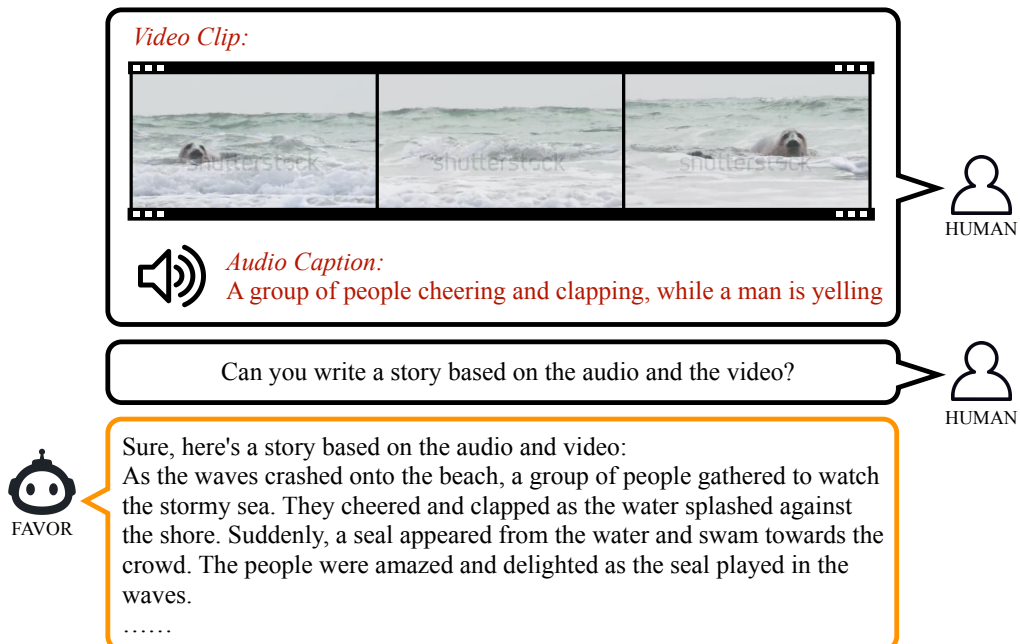 Video Clip:
shutterstock shutterstock shutterstock
Audio Caption:
A group of people cheering and clapping, while a man is yelling
HUMAN
Can you write a story based on the audio and the video?
HUMAN
Sure, here's a story based on the audio and video:
As the waves crashed onto the beach, a group of people gathered to watch
the stormy sea. They cheered and clapped as the water splashed against
the shore. Suddenly, a seal appeared from the water and swam towards the
crowd. The people were amazed and delighted as the seal played in the
waves.
……
FAVOR